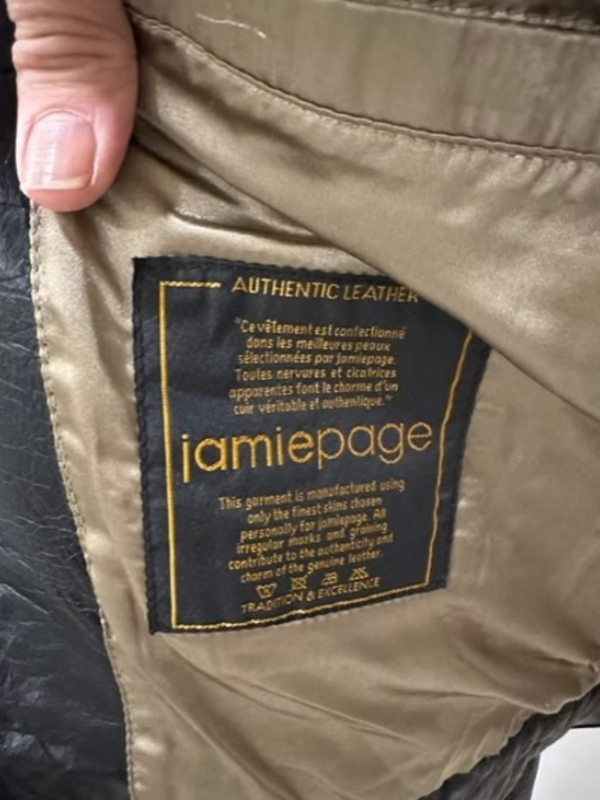 AUTHENTIC LEATHER
"Ce vêtement est confectionné
dans les meilleures peaux
sélectionnées par jamiepage.
Toutes nervures et cicatrices
apparentes font le charme d'un
cuir véritable et authentique."
jamiepage
This garment is manufactured using
only the finest skins chosen
personally for jamiepage. All
irregular marks and graining
contribute to the authenticity and
charm of the genuine leather.
TRADITION & EXCELLENCE